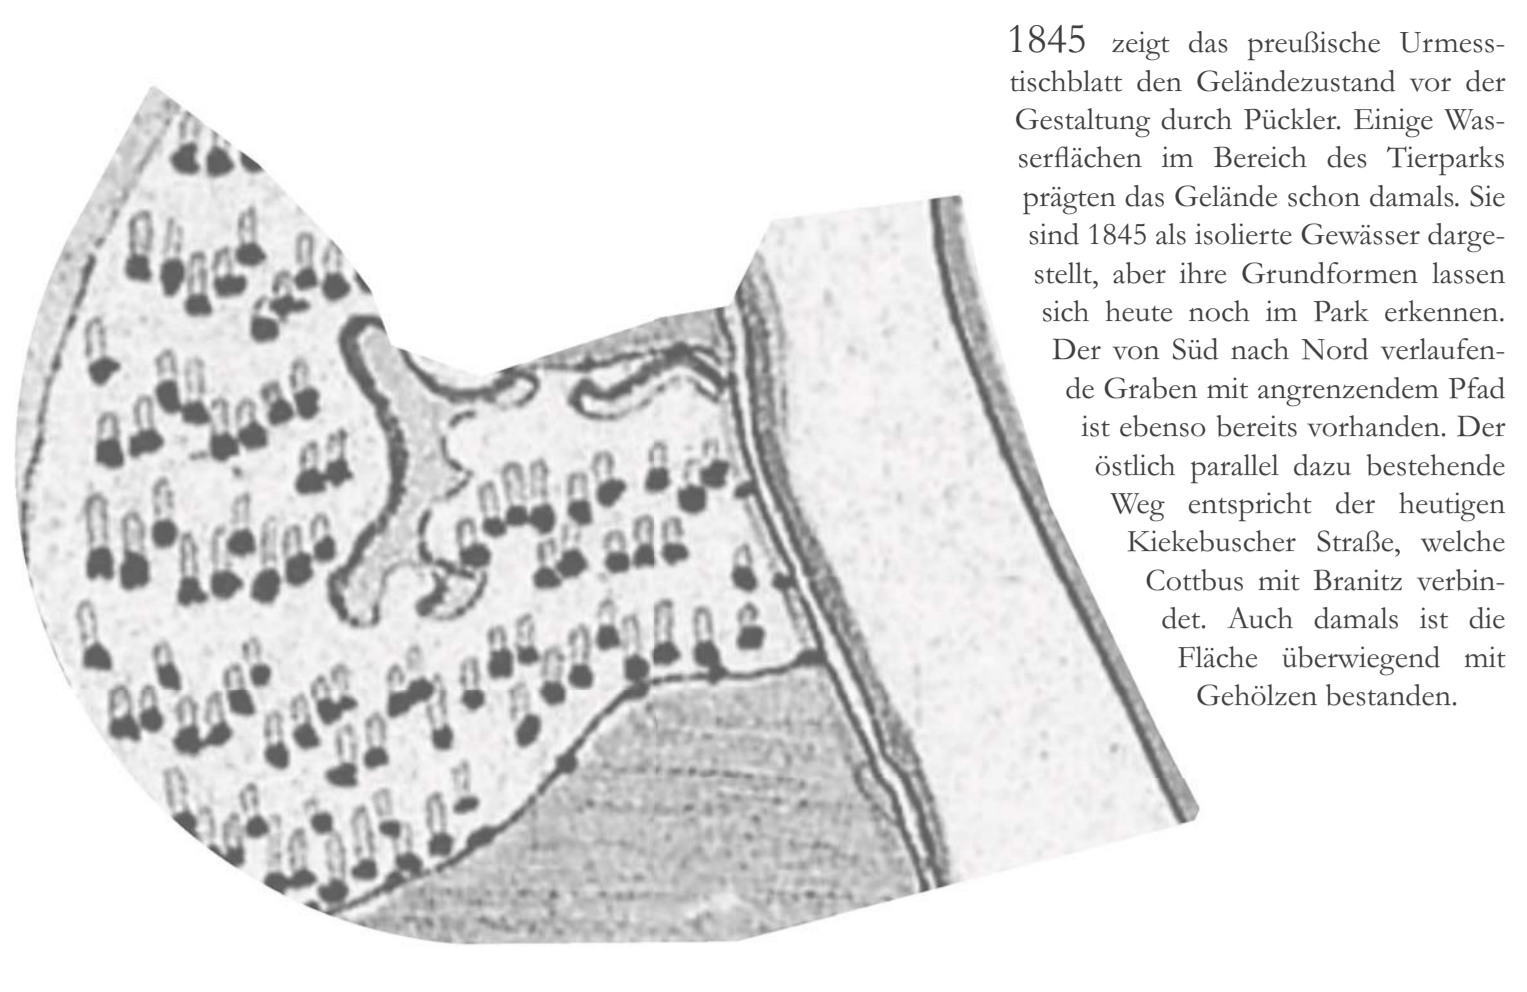 1845 zeigt das preußische Urmess-
tischblatt den Geländezustand vor der
Gestaltung durch Pückler. Einige Was-
serflächen im Bereich des Tierparks
prägten das Gelände schon damals. Sie
sind 1845 als isolierte Gewässer darge-
stellt, aber ihre Grundformen lassen
sich heute noch im Park erkennen.
Der von Süd nach Nord verlaufen-
de Graben mit angrenzendem Pfad
ist ebenso bereits vorhanden. Der
östlich parallel dazu bestehende
Weg entspricht der heutigen
Kiekebuscher Straße, welche
Cottbus mit Branitz verbin-
det. Auch damals ist die
Fläche überwiegend mit
Gehölzen bestanden.